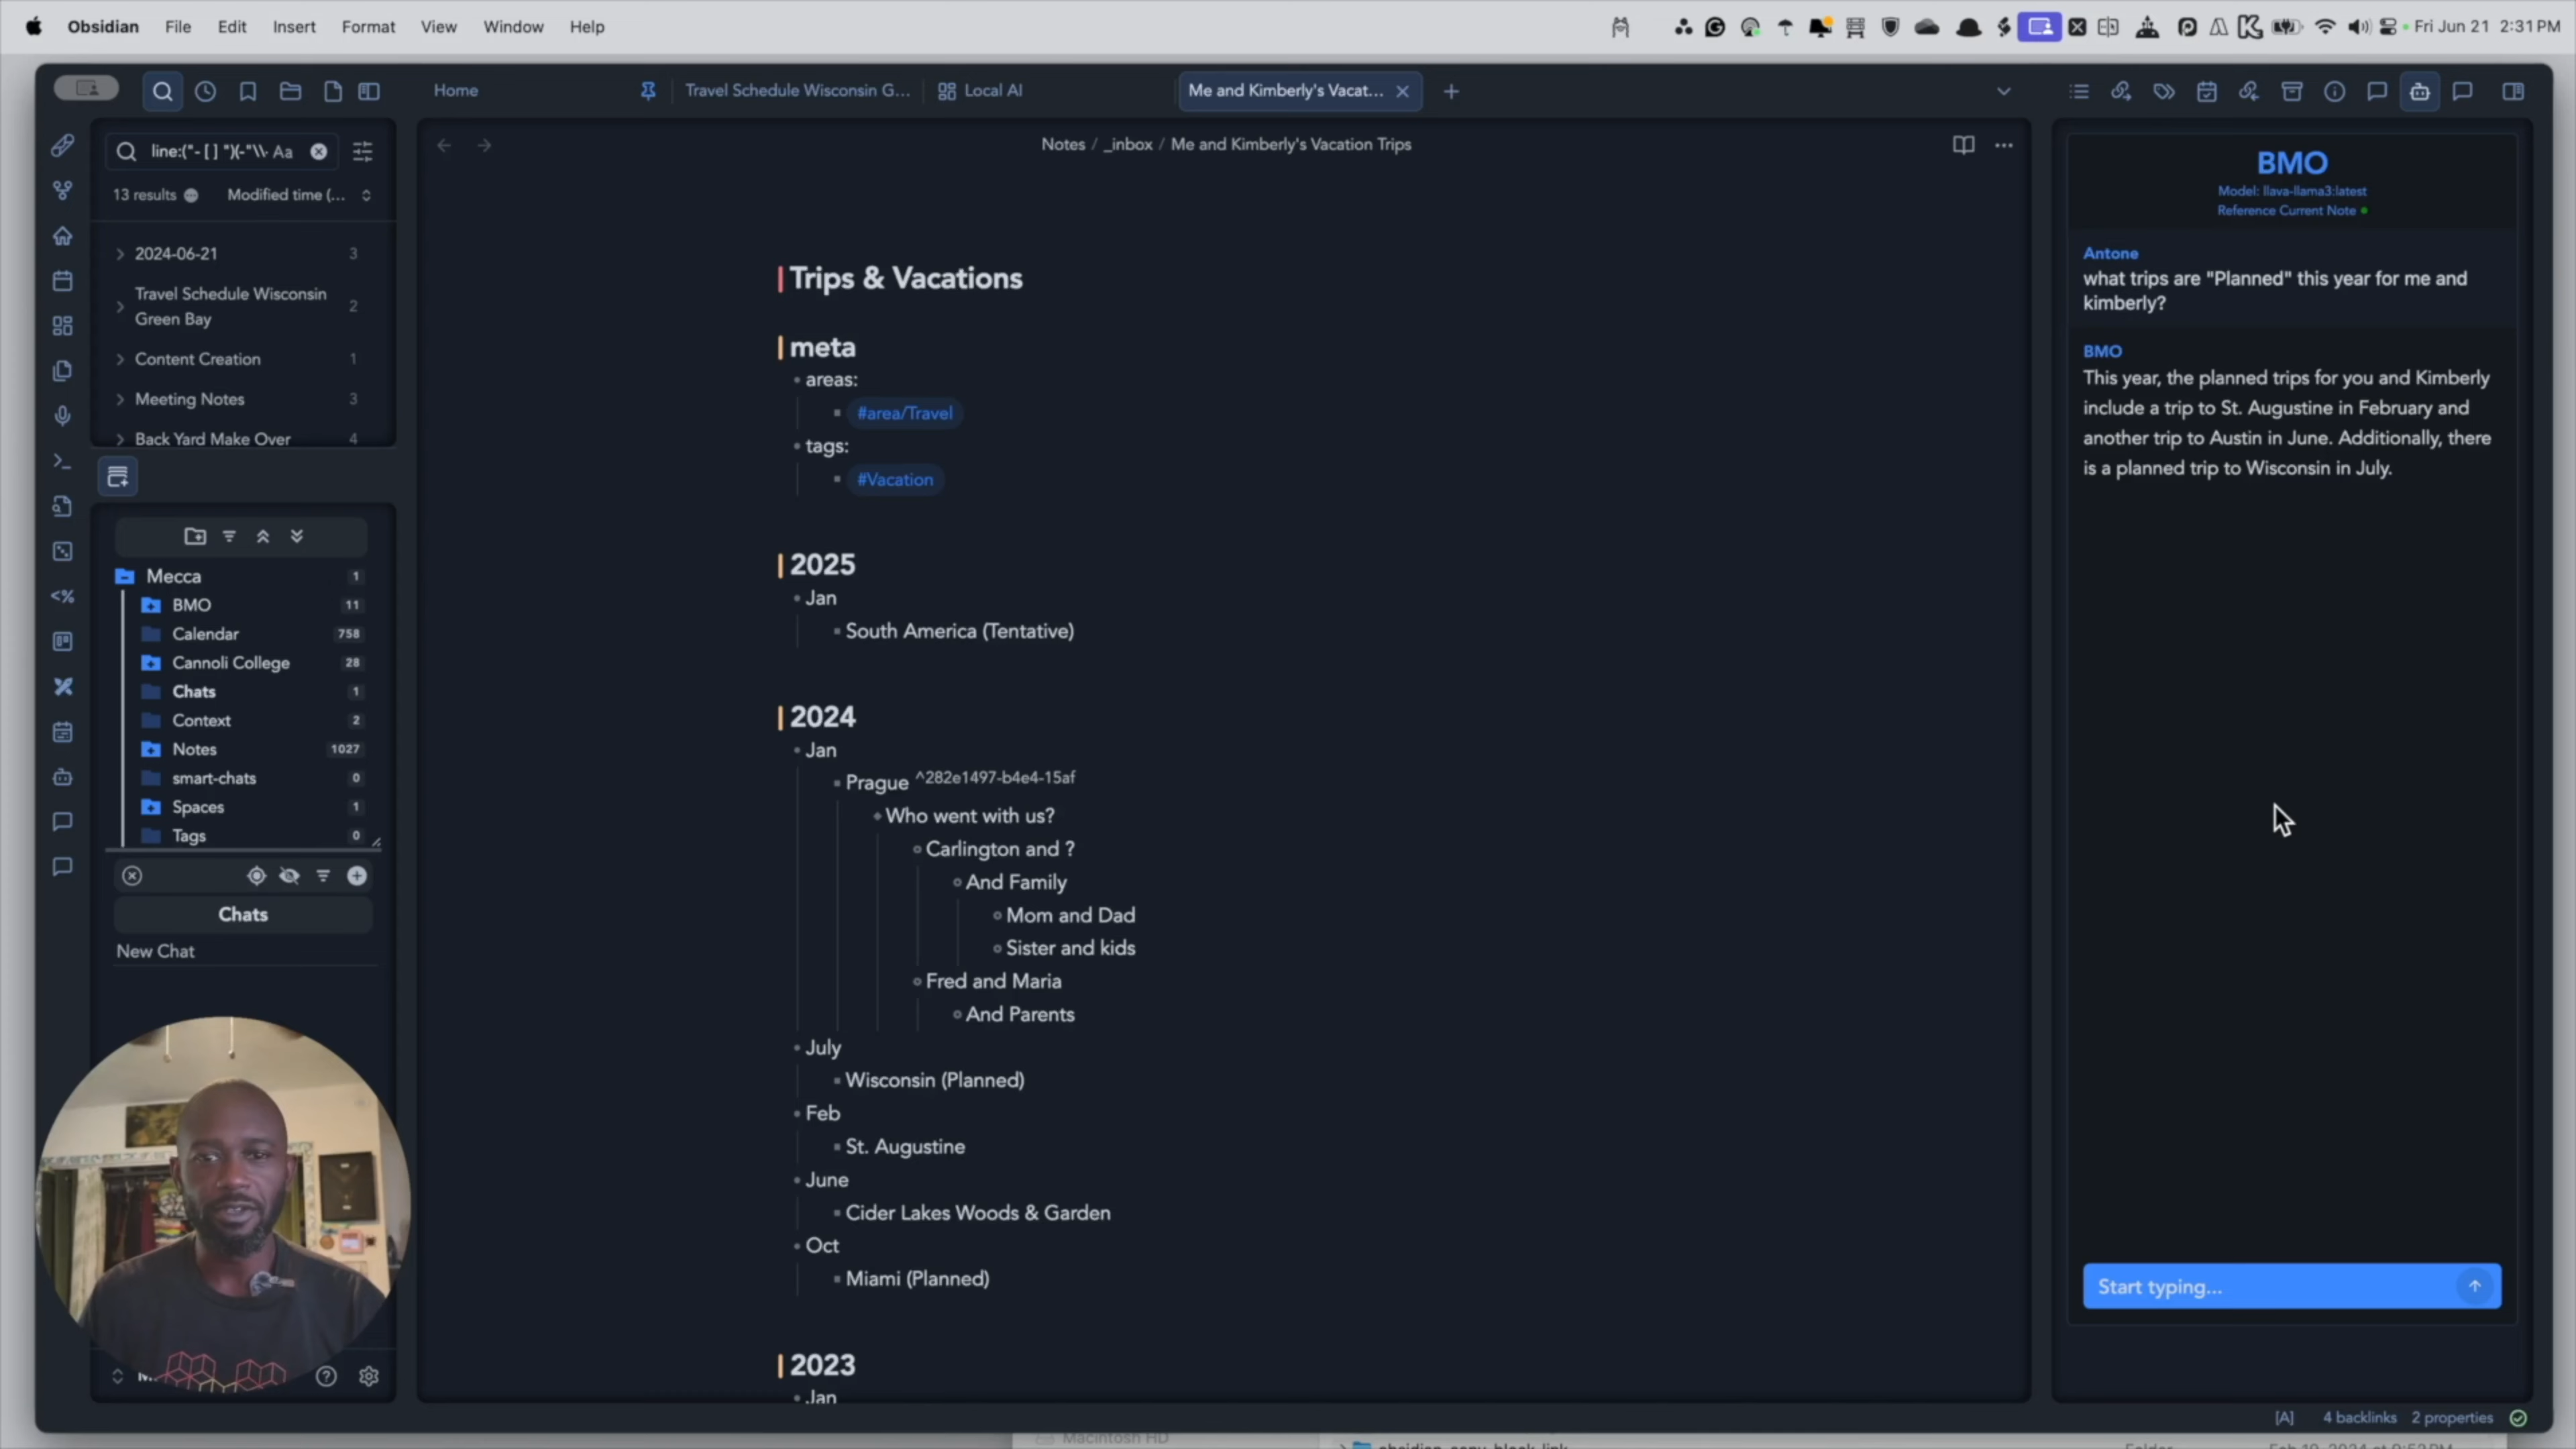 Obsidian File Edit Insert Format View Window Help
Fri Jun 21 2:31 PM
Home
Travel Schedule Wisconsin G...
Local AI
Me and Kimberly's Vacat...
line:("- [ ] ")(-"\\- Aa
13 results
Modified time (...
2024-06-21 3
Travel Schedule Wisconsin
Green Bay 2
Content Creation 1
Meeting Notes 3
Back Yard Make Over 4
Mecca 1
BMO 11
Calendar 758
Cannoli College 28
Chats 1
Context 2
Notes 1027
smart-chats 0
Spaces 1
Tags 0
Chats
New Chat
Notes / _inbox / Me and Kimberly's Vacation Trips
Trips & Vacations
meta
areas:
#area/Travel
tags:
#Vacation
2025
Jan
South America (Tentative)
2024
Jan
Prague ^282e1497-b4e4-15af
Who went with us?
Carlington and ?
And Family
Mom and Dad
Sister and kids
Fred and Maria
And Parents
July
Wisconsin (Planned)
Feb
St. Augustine
June
Cider Lakes Woods & Garden
Oct
Miami (Planned)
2023
Jan
BMO
Model: llava-llama3:latest
Reference Current Note
Antone
what trips are "Planned" this year for me and
kimberly?
BMO
This year, the planned trips for you and Kimberly
include a trip to St. Augustine in February and
another trip to Austin in June. Additionally, there
is a planned trip to Wisconsin in July.
Start typing...
[A] 4 backlinks 2 properties
Macintosh HD